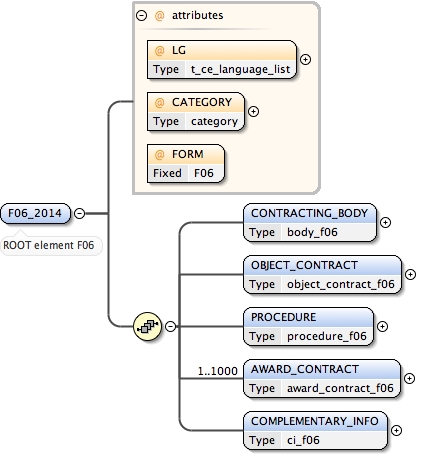 @ attributes
@ LG
Type t_ce_language_list
@ CATEGORY
Type category
@ FORM
Fixed F06
F06_2014
ROOT element F06
CONTRACTING_BODY
Type body_f06
OBJECT_CONTRACT
Type object_contract_f06
PROCEDURE
Type procedure_f06
1..1000
AWARD_CONTRACT
Type award_contract_f06
COMPLEMENTARY_INFO
Type ci_f06